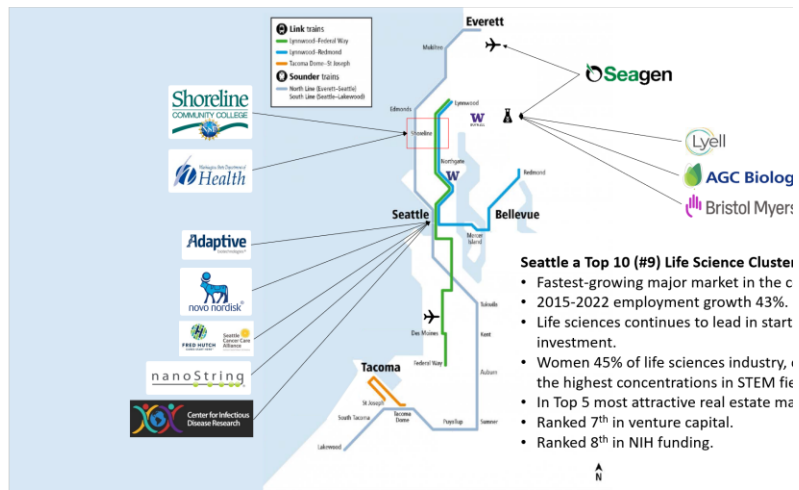 Link trains
Lynnwood–Federal Way
Lynnwood–Redmond
Tacoma Dome–St Joseph
Sounder trains
North Line (Everett–Seattle)
South Line (Seattle–Lakewood)
Everett
Mukilteo
Edmonds
Lynnwood
Shoreline
Northgate
W
W
Redmond
Seattle
Bellevue
Mercer
Island
Tukwila
Kent
Des Moines
Auburn
Federal Way
Tacoma
St Joseph
Tacoma
Dome
South Tacoma
Puyallup
Sumner
Lakewood
N
Shoreline
COMMUNITY COLLEGE
Washington State Department of
Health
Adaptive
biotechnologies
novo nordisk
FRED HUTCH
Seattle
Cancer Care
Alliance
nanoString
Center for Infectious
Disease Research
Seagen
Lyell
AGC Biolog
Bristol Myers
Seattle a Top 10 (#9) Life Science Cluster
• Fastest-growing major market in the c
• 2015-2022 employment growth 43%.
• Life sciences continues to lead in start
investment.
• Women 45% of life sciences industry,
the highest concentrations in STEM fie
• In Top 5 most attractive real estate ma
• Ranked 7th in venture capital.
• Ranked 8th in NIH funding.